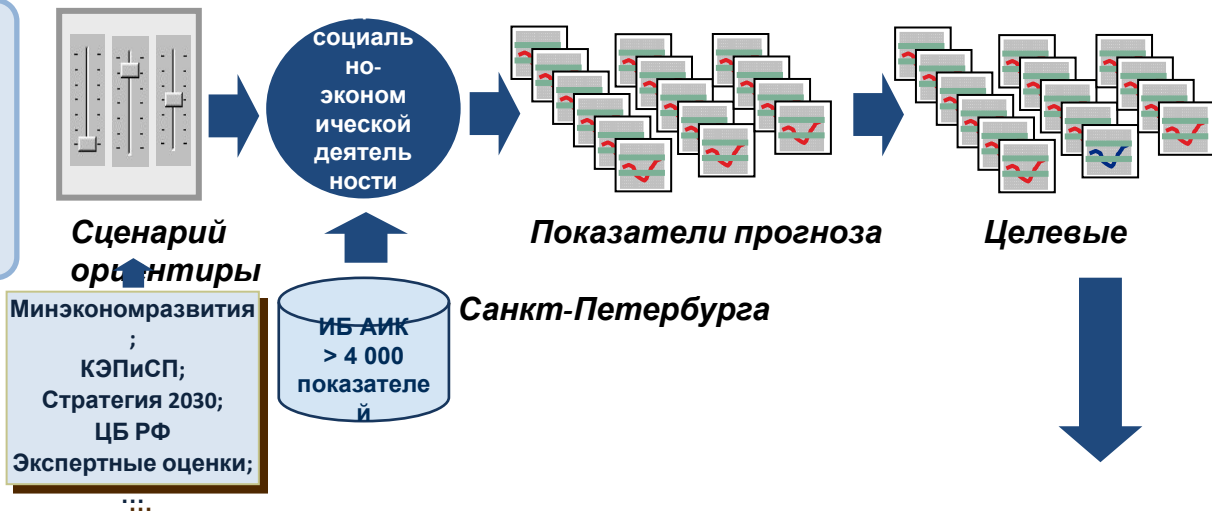 социаль
но-
эконом
ической
деятель
ности
Сценарий
ориентиры
Показатели прогноза
Целевые
Санкт-Петербурга
Минэкономразвития
;
КЭПиСП;
Стратегия 2030;
ЦБ РФ
Экспертные оценки;
...
ИБ АИК
> 4 000
показателе
й